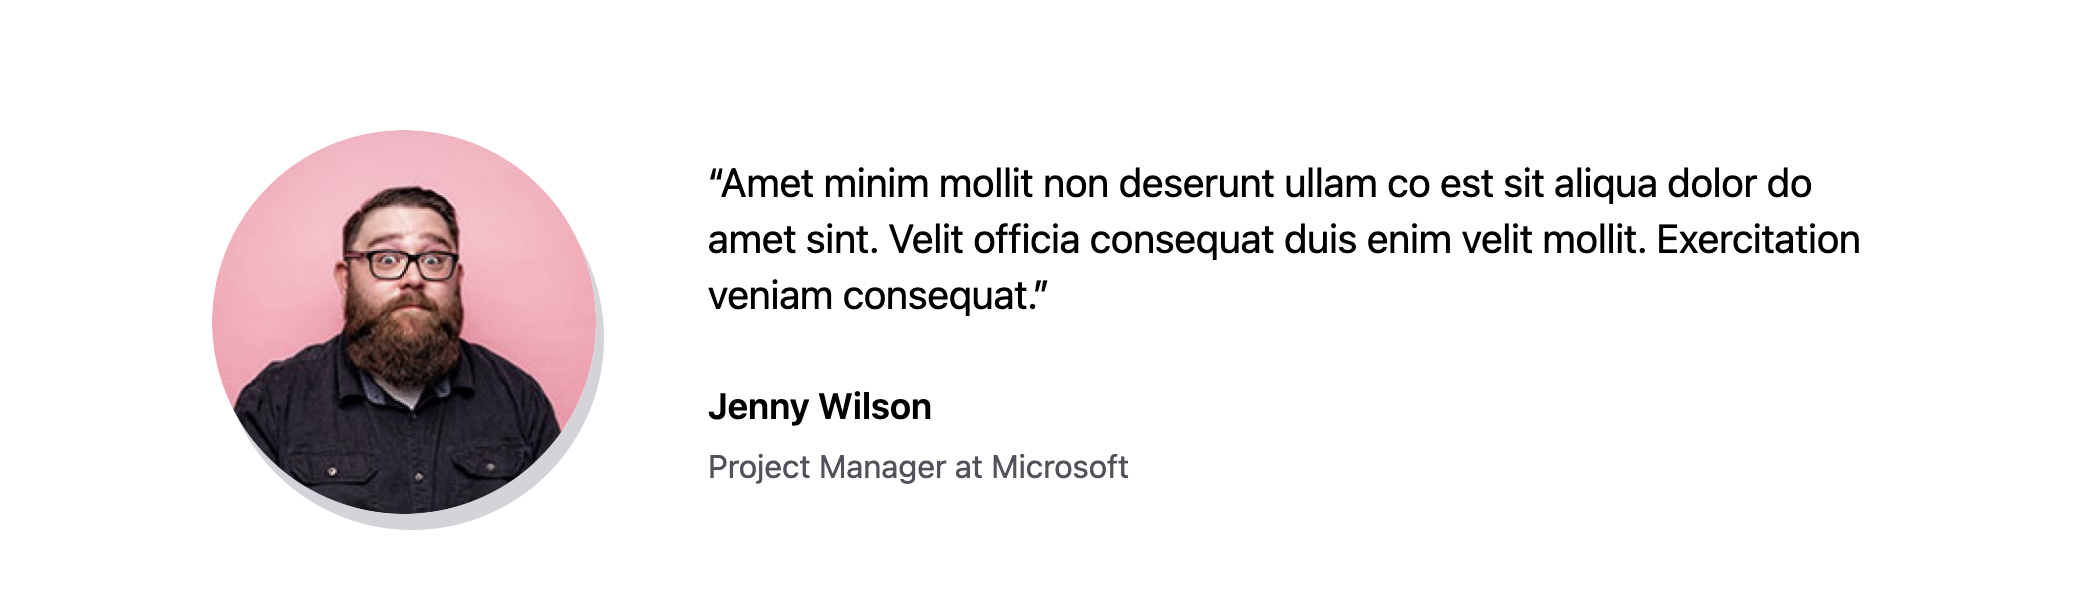 “Amet minim mollit non deserunt ullam co est sit aliqua dolor do
amet sint. Velit officia consequat duis enim velit mollit. Exercitation
veniam consequat.”
Jenny Wilson
Project Manager at Microsoft